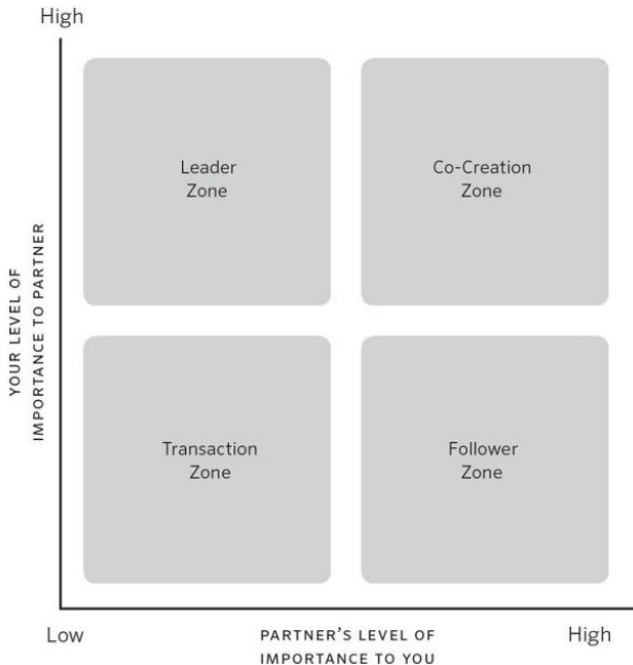 High
Leader
Zone
Co-Creation
Zone
YOUR LEVEL OF
IMPORTANCE TO PARTNER
Transaction
Zone
Follower
Zone
Low
PARTNER’S LEVEL OF
IMPORTANCE TO YOU
High